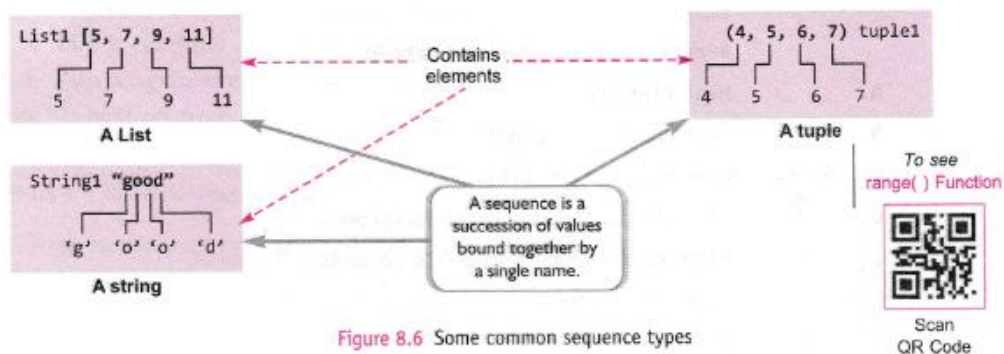 List1 [5, 7, 9, 11]
5 7 9 11
A List
Contains
elements
(4, 5, 6, 7) tuple1
4 5 6 7
A tuple
String1 “good”
‘g’ ‘o’ ‘o’ ‘d’
A string
A sequence is a
succession of values
bound together by
a single name.
To see
range( ) Function
Scan
QR Code
Figure 8.6 Some common sequence types